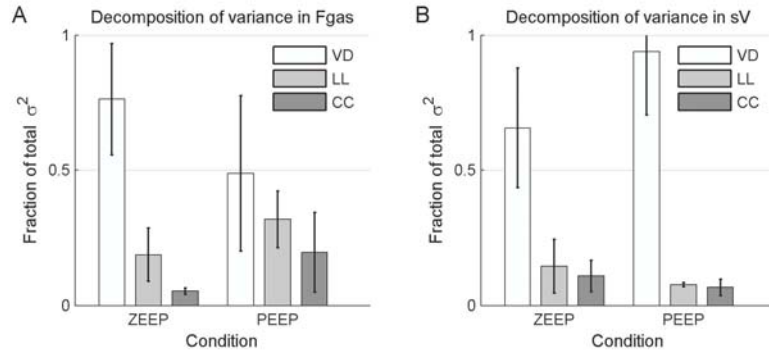 A
Decomposition of variance in Fgas
1
0.5
0
Fraction of total σ²
VD
LL
CC
ZEEP
PEEP
Condition
B
Decomposition of variance in sV
1
0.5
0
Fraction of total σ²
VD
LL
CC
ZEEP
PEEP
Condition